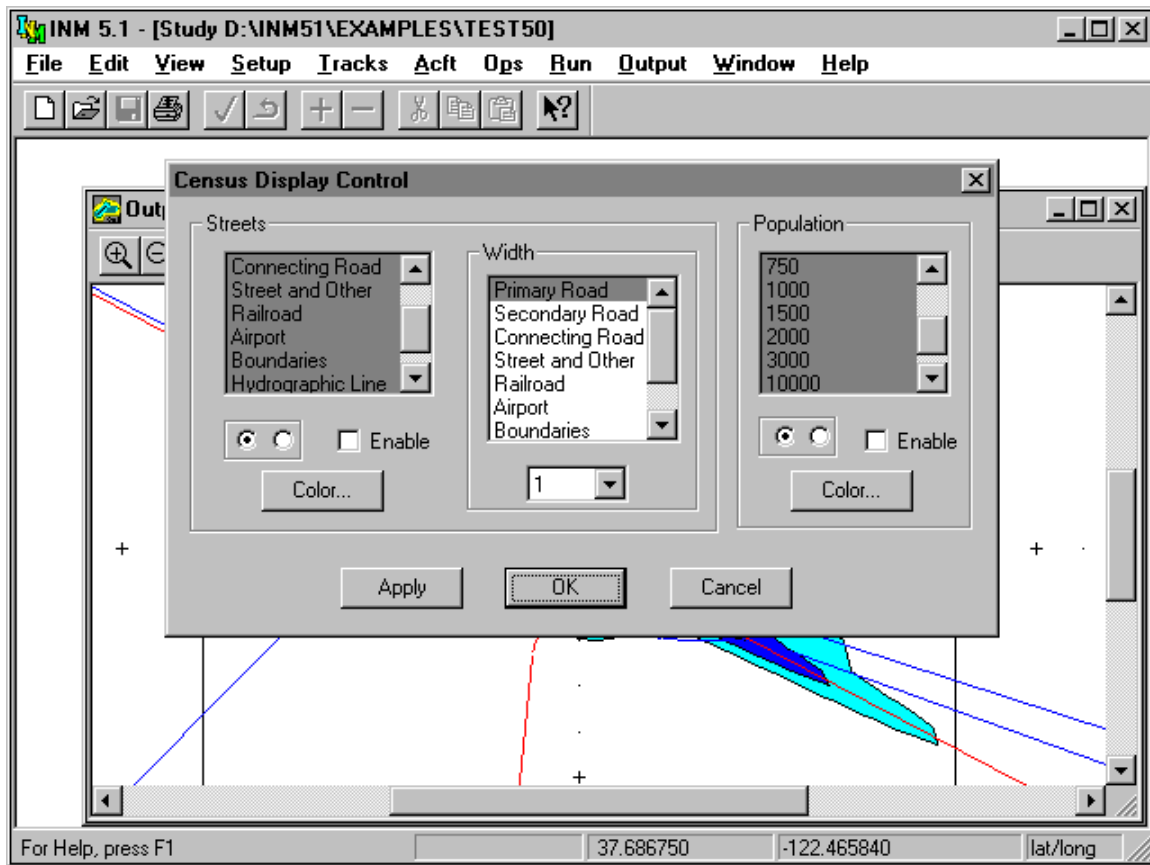 INM 5.1 - [Study D:\INM51\EXAMPLES\TEST50]
File Edit View Setup Tracks Acft Ops Run Output Window Help
Census Display Control
Streets
Connecting Road
Street and Other
Railroad
Airport
Boundaries
Hydrographic Line
Enable
Color...
Width
Primary Road
Secondary Road
Connecting Road
Street and Other
Railroad
Airport
Boundaries
1
Population
750
1000
1500
2000
3000
10000
Enable
Color...
Apply OK Cancel
For Help, press F1 37.686750 -122.465840 lat/long